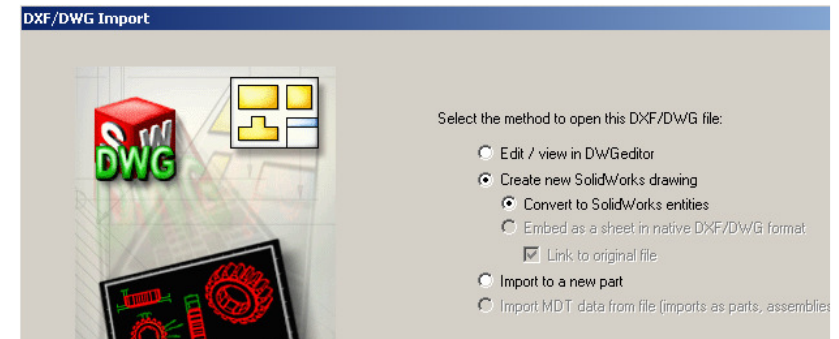 DXF/DWG Import
SW
DWG
Select the method to open this DXF/DWG file:
Edit / view in DWGeditor
Create new SolidWorks drawing
Convert to SolidWorks entities
Embed as a sheet in native DXF/DWG format
Link to original file
Import to a new part
Import MDT data from file (imports as parts, assemblies